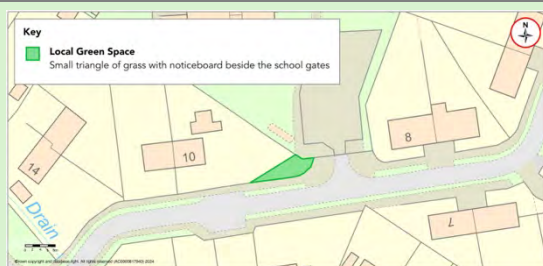 Key
Local Green Space
Small triangle of grass with noticeboard beside the school gates
N
14
10
8
7
Drain